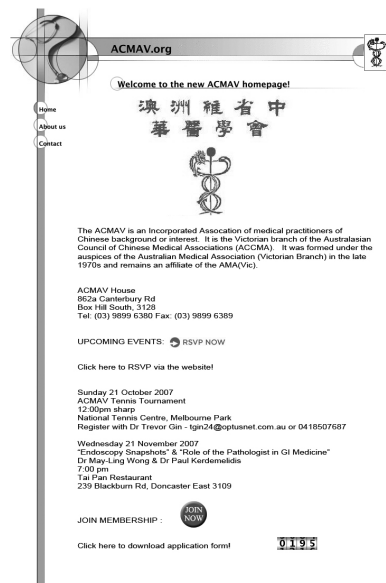 ACMAV.org
Welcome to the new ACMAV homepage!
Home
About us
Contact
澳洲維省中
華醫學會
The ACMAV is an Incorporated Assocation of medical practitioners of
Chinese background or interest. It is the Victorian branch of the Australasian
Council of Chinese Medical Associations (ACCMA). It was formed under the
auspices of the Australian Medical Association (Victorian Branch) in the late
1970s and remains an affiliate of the AMA(Vic).
ACMAV House
862a Canterbury Rd
Box Hill South, 3128
Tel: (03) 9899 6380 Fax: (03) 9899 6389
UPCOMING EVENTS: RSVP NOW
Click here to RSVP via the website!
Sunday 21 October 2007
ACMAV Tennis Tournament
12:00pm sharp
National Tennis Centre, Melbourne Park
Register with Dr Trevor Gin - tgin24@optusnet.com.au or 0418507687
Wednesday 21 November 2007
“Endoscopy Snapshots” & “Role of the Pathologist in GI Medicine”
Dr May-Ling Wong & Dr Paul Kerdemelidis
7:00 pm
Tai Pan Restaurant
239 Blackburn Rd, Doncaster East 3109
JOIN MEMBERSHIP : JOIN NOW
Click here to download application form!
0195